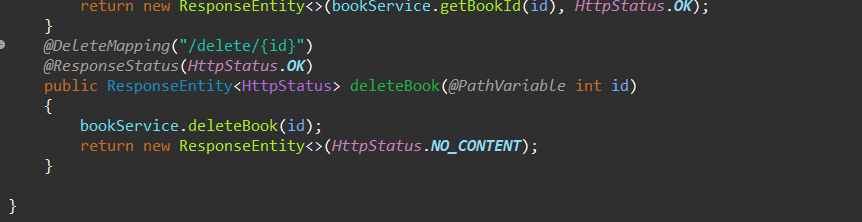 return new ResponseEntity<>(bookService.getBookId(id), HttpStatus.OK);
}
@DeleteMapping("/delete/{id}")
@ResponseStatus(HttpStatus.OK)
public ResponseEntity<HttpStatus> deleteBook(@PathVariable int id)
{
bookService.deleteBook(id);
return new ResponseEntity<>(HttpStatus.NO_CONTENT);
}
}